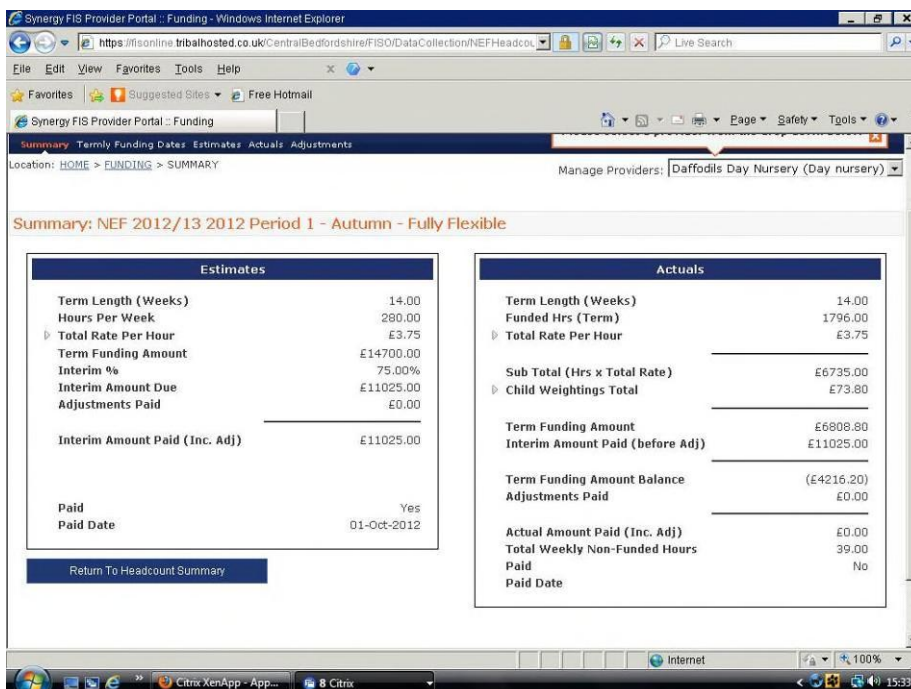 Synergy FIS Provider Portal :: Funding - Windows Internet Explorer
https://fisonline.tribalhosted.co.uk/CentralBedfordshire/FISO/DataCollection/NEFHeadcou
Live Search
File Edit View Favorites Tools Help
Favorites Suggested Sites Free Hotmail
Synergy FIS Provider Portal :: Funding
Page Safety Tools
Summary Termly Funding Dates Estimates Actuals Adjustments
Location: HOME > FUNDING > SUMMARY
Manage Providers: Daffodils Day Nursery (Day nursery)
Summary: NEF 2012/13 2012 Period 1 - Autumn - Fully Flexible
Estimates
Term Length (Weeks) 14.00
Hours Per Week 280.00
Total Rate Per Hour £3.75
Term Funding Amount £14700.00
Interim % 75.00%
Interim Amount Due £11025.00
Adjustments Paid £0.00
Interim Amount Paid (Inc. Adj) £11025.00
Paid Yes
Paid Date 01-Oct-2012
Return To Headcount Summary
Actuals
Term Length (Weeks) 14.00
Funded Hrs (Term) 1796.00
Total Rate Per Hour £3.75
Sub Total (Hrs x Total Rate) £6735.00
Child Weightings Total £73.80
Term Funding Amount £6808.80
Interim Amount Paid (before Adj) £11025.00
Term Funding Amount Balance (£4216.20)
Adjustments Paid £0.00
Actual Amount Paid (Inc. Adj) £0.00
Total Weekly Non-Funded Hours 39.00
Paid No
Paid Date
Internet 100%
Citrix XenApp - App... 8 Citrix 15:33